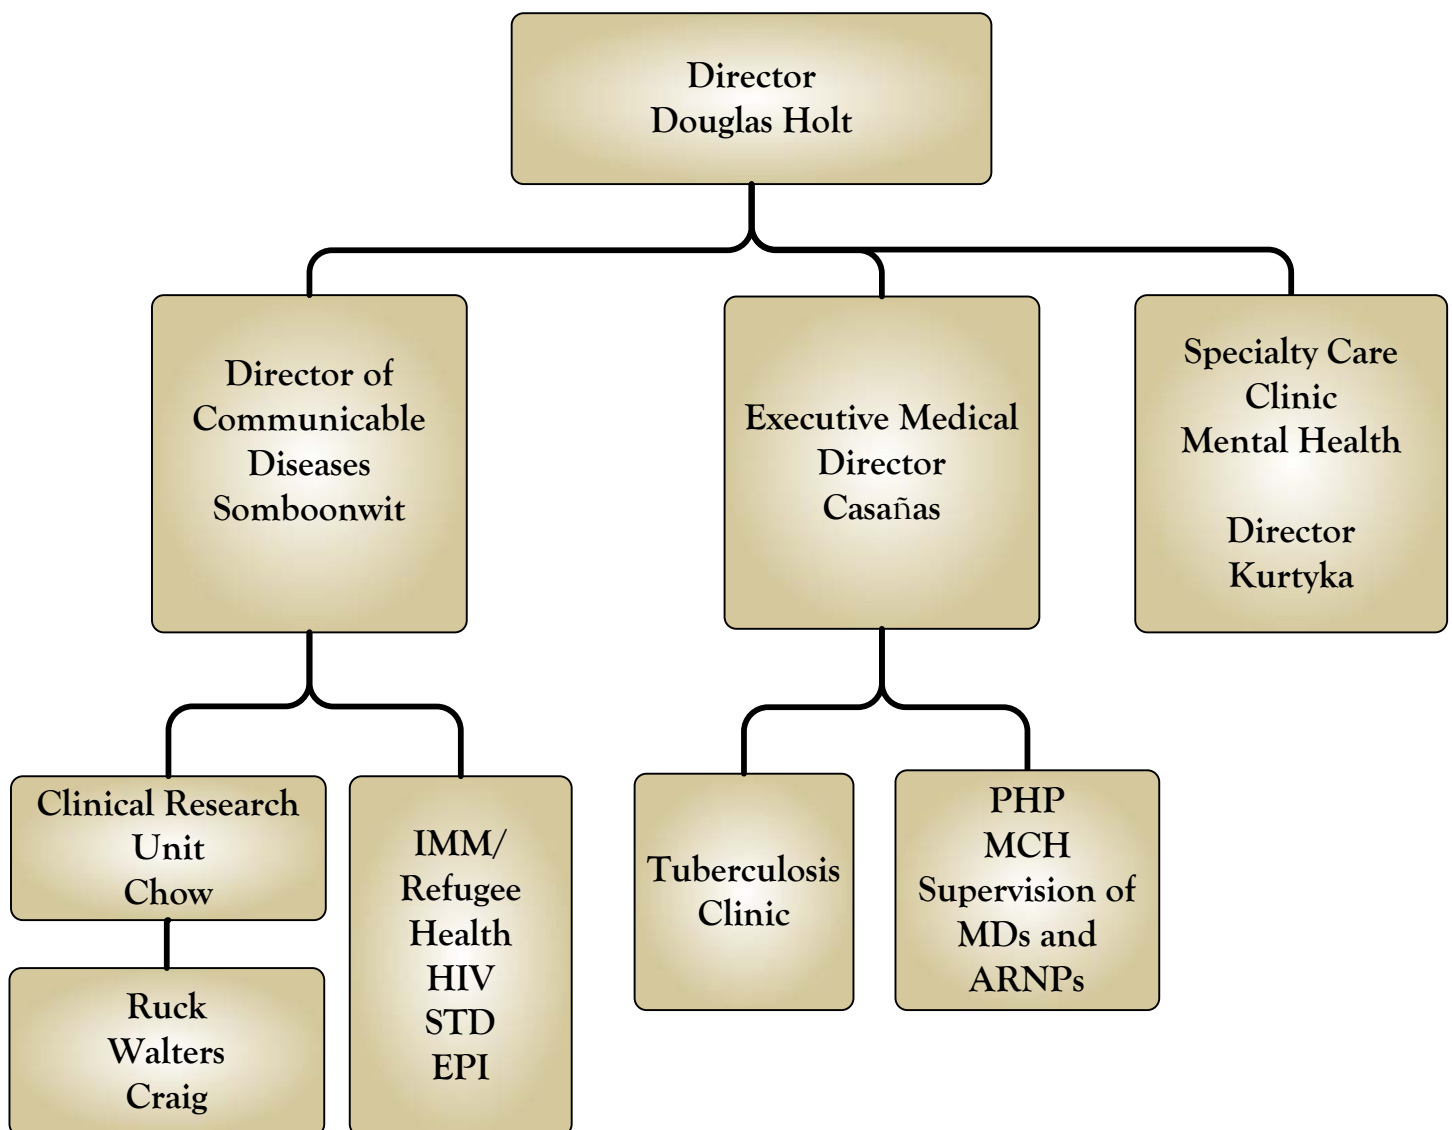 Director
Douglas Holt
Director of
Communicable
Diseases
Somboonwit
Executive Medical
Director
Casañas
Specialty Care
Clinic
Mental Health
Director
Kurtyka
Clinical Research
Unit
Chow
IMM/
Refugee
Health
HIV
STD
EPI
Tuberculosis
Clinic
PHP
MCH
Supervision of
MDs and
ARNPs
Ruck
Walters
Craig